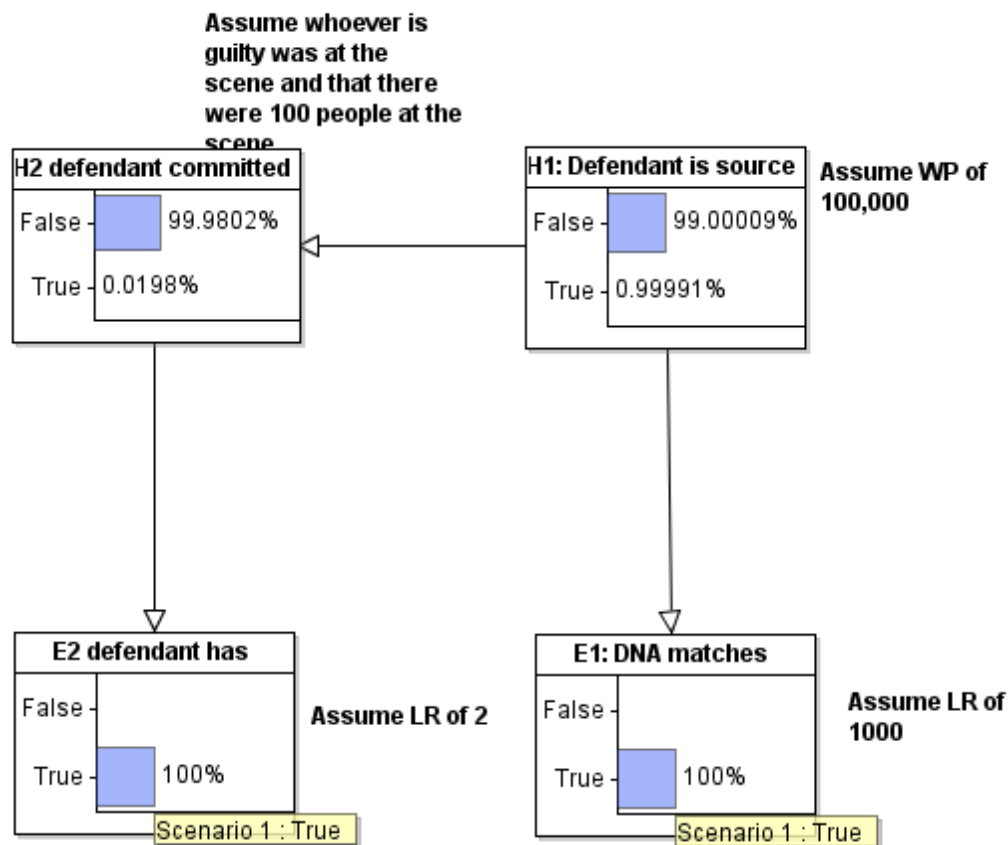 Assume whoever is
guilty was at the
scene and that there
were 100 people at the
scene
H2 defendant committed
False
99.9802%
True
0.0198%
H1: Defendant is source
False
99.00009%
True
0.99991%
Assume WP of
100,000
E2 defendant has
False
True
100%
Scenario 1 : True
Assume LR of 2
E1: DNA matches
False
True
100%
Scenario 1 : True
Assume LR of
1000